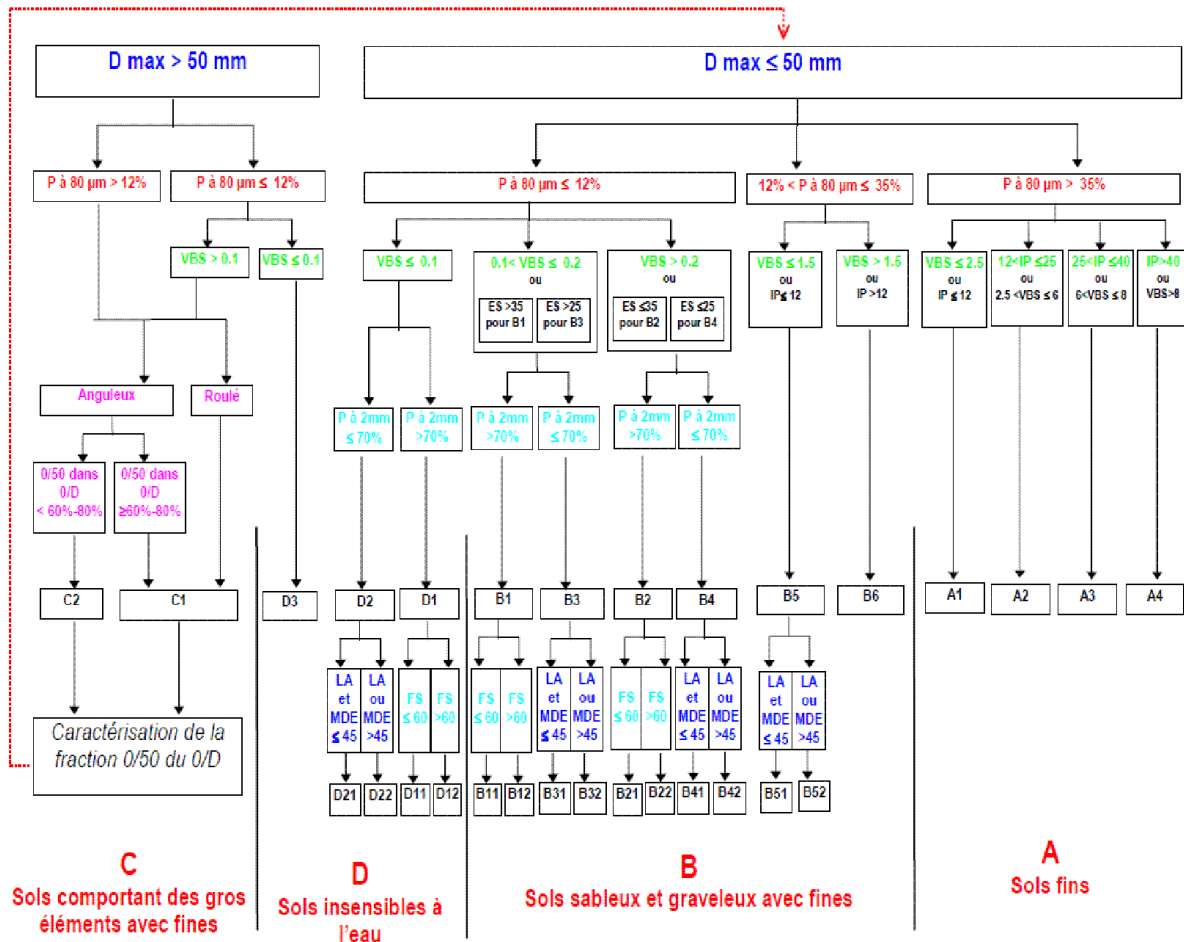 D max > 50 mm
D max ≤ 50 mm
P à 80 µm > 12%
P à 80 µm ≤ 12%
P à 80 µm ≤ 12%
12% < P à 80 µm ≤ 35%
P à 80 µm > 35%
VBS > 0.1
VBS ≤ 0.1
VBS ≤ 0.1
0.1< VBS ≤ 0.2
ou
ES >35
pour B1
ES >25
pour B3
VBS > 0.2
ou
ES ≤35
pour B2
ES ≤25
pour B4
VBS ≤ 1.5
ou
IP≤ 12
VBS > 1.5
ou
IP >12
VBS ≤ 2.5
ou
IP ≤ 12
12<IP ≤25
ou
2.5 <VBS ≤ 6
25<IP ≤40
ou
6<VBS ≤ 8
IP>40
ou
VBS>8
Anguleux
Roulé
P à 2mm
≤ 70%
P à 2mm
>70%
P à 2mm
>70%
P à 2mm
≤ 70%
P à 2mm
>70%
P à 2mm
≤ 70%
0/50 dans
0/D
< 60%-80%
0/50 dans
0/D
≥60%-80%
C2
C1
D3
D2
D1
B1
B3
B2
B4
B5
B6
A1
A2
A3
A4
LA
et
MDE
≤ 45
LA
ou
MDE
>45
FS
≤ 60
FS
>60
FS
≤ 60
FS
>60
LA
et
MDE
≤ 45
LA
ou
MDE
>45
FS
≤ 60
FS
>60
LA
et
MDE
≤ 45
LA
ou
MDE
>45
LA
et
MDE
≤ 45
LA
ou
MDE
>45
Caractérisation de la
fraction 0/50 du 0/D
D21
D22
D11
D12
B11
B12
B31
B32
B21
B22
B41
B42
B51
B52
C
Sols comportant des gros
éléments avec fines
D
Sols insensibles à
l'eau
B
Sols sableux et graveleux avec fines
A
Sols fins